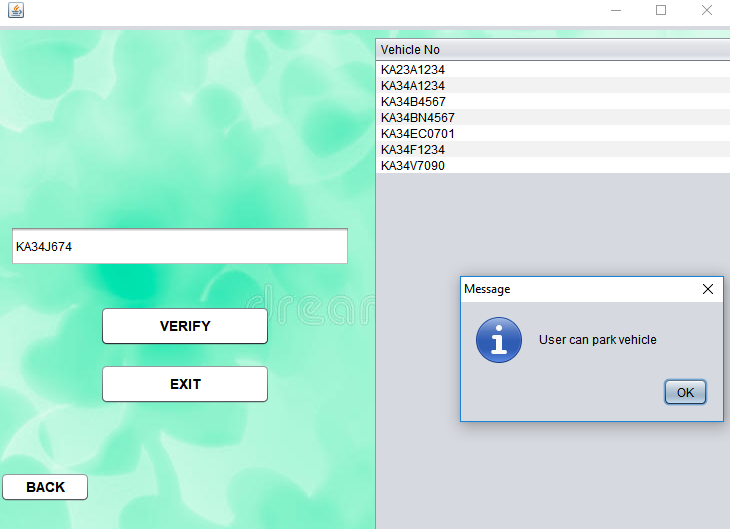 Vehicle No
KA23A1234
KA34A1234
KA34B4567
KA34BN4567
KA34EC0701
KA34F1234
KA34V7090
KA34J674
VERIFY
EXIT
BACK
dream
Message
User can park vehicle
OK